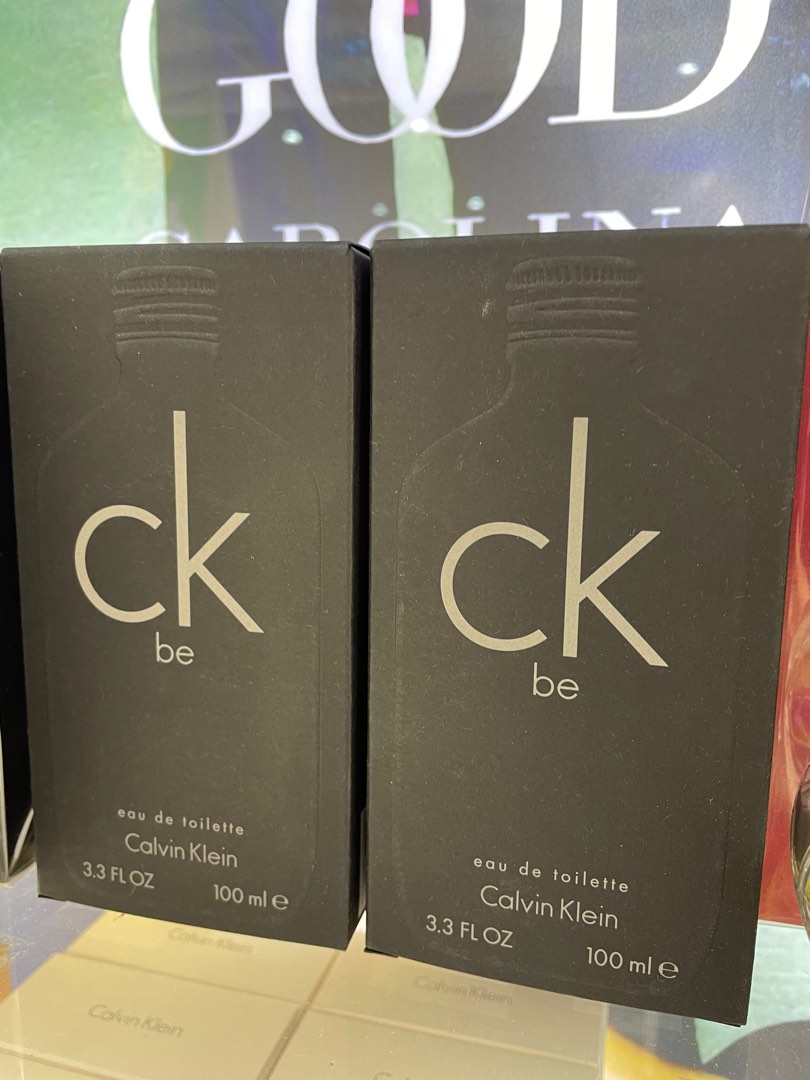 GOOD
CAROLINA
ck
be
eau de toilette
Calvin Klein
3.3 FL OZ 100 ml ℮
ck
be
eau de toilette
Calvin Klein
3.3 FL OZ 100 ml ℮
Calvin Klein
Calvin Klein
Calvin Klein